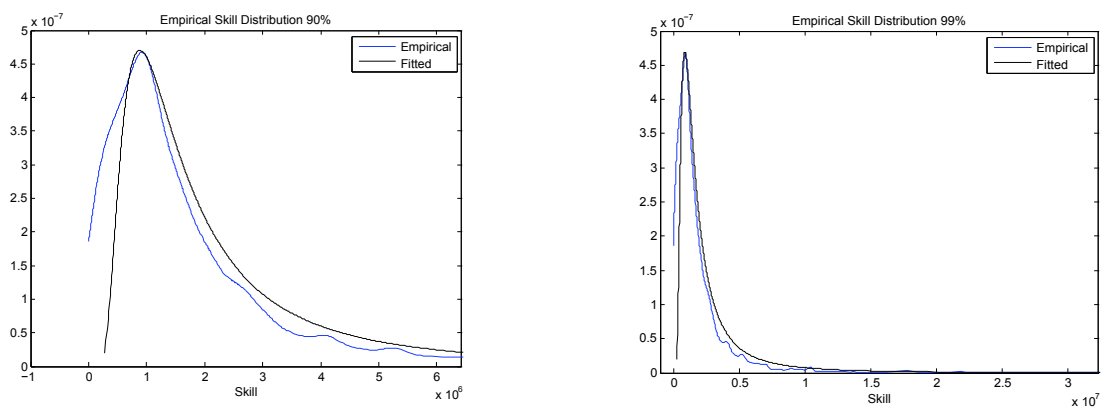 Empirical Skill Distribution 90%
x 10^-7
5
4.5
4
3.5
3
2.5
2
1.5
1
0.5
0
-1 0 1 2 3 4 5 6
x 10^6
Skill
Empirical
Fitted
Empirical Skill Distribution 99%
x 10^-7
5
4.5
4
3.5
3
2.5
2
1.5
1
0.5
0
0 0.5 1 1.5 2 2.5 3
x 10^7
Skill
Empirical
Fitted